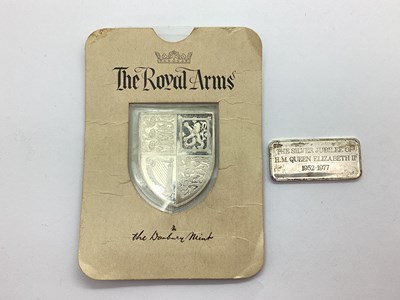 The Royal Arms
&
the Danbury Mint
THE SILVER JUBILEE OF
H.M. QUEEN ELIZABETH II
1952-1977